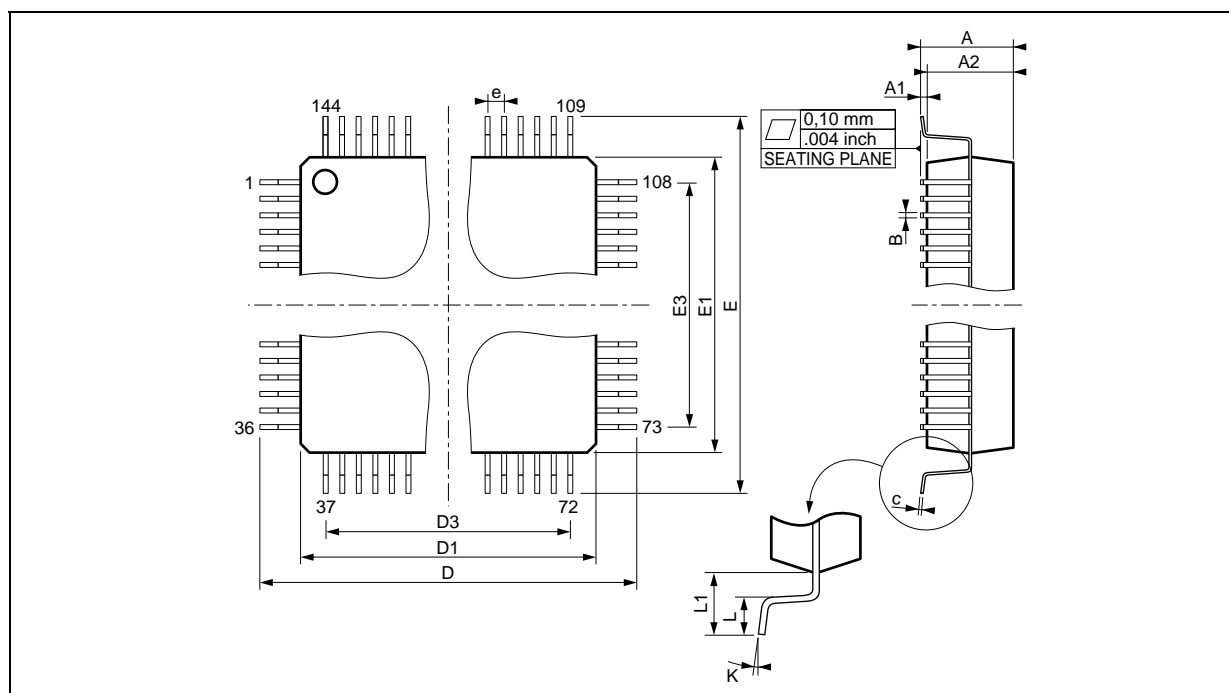 A
A2
A1
144
e
109
0,10 mm
.004 inch
SEATING PLANE
1
108
B
E3
E1
E
36
73
37
72
c
D3
D1
D
L1
L
K